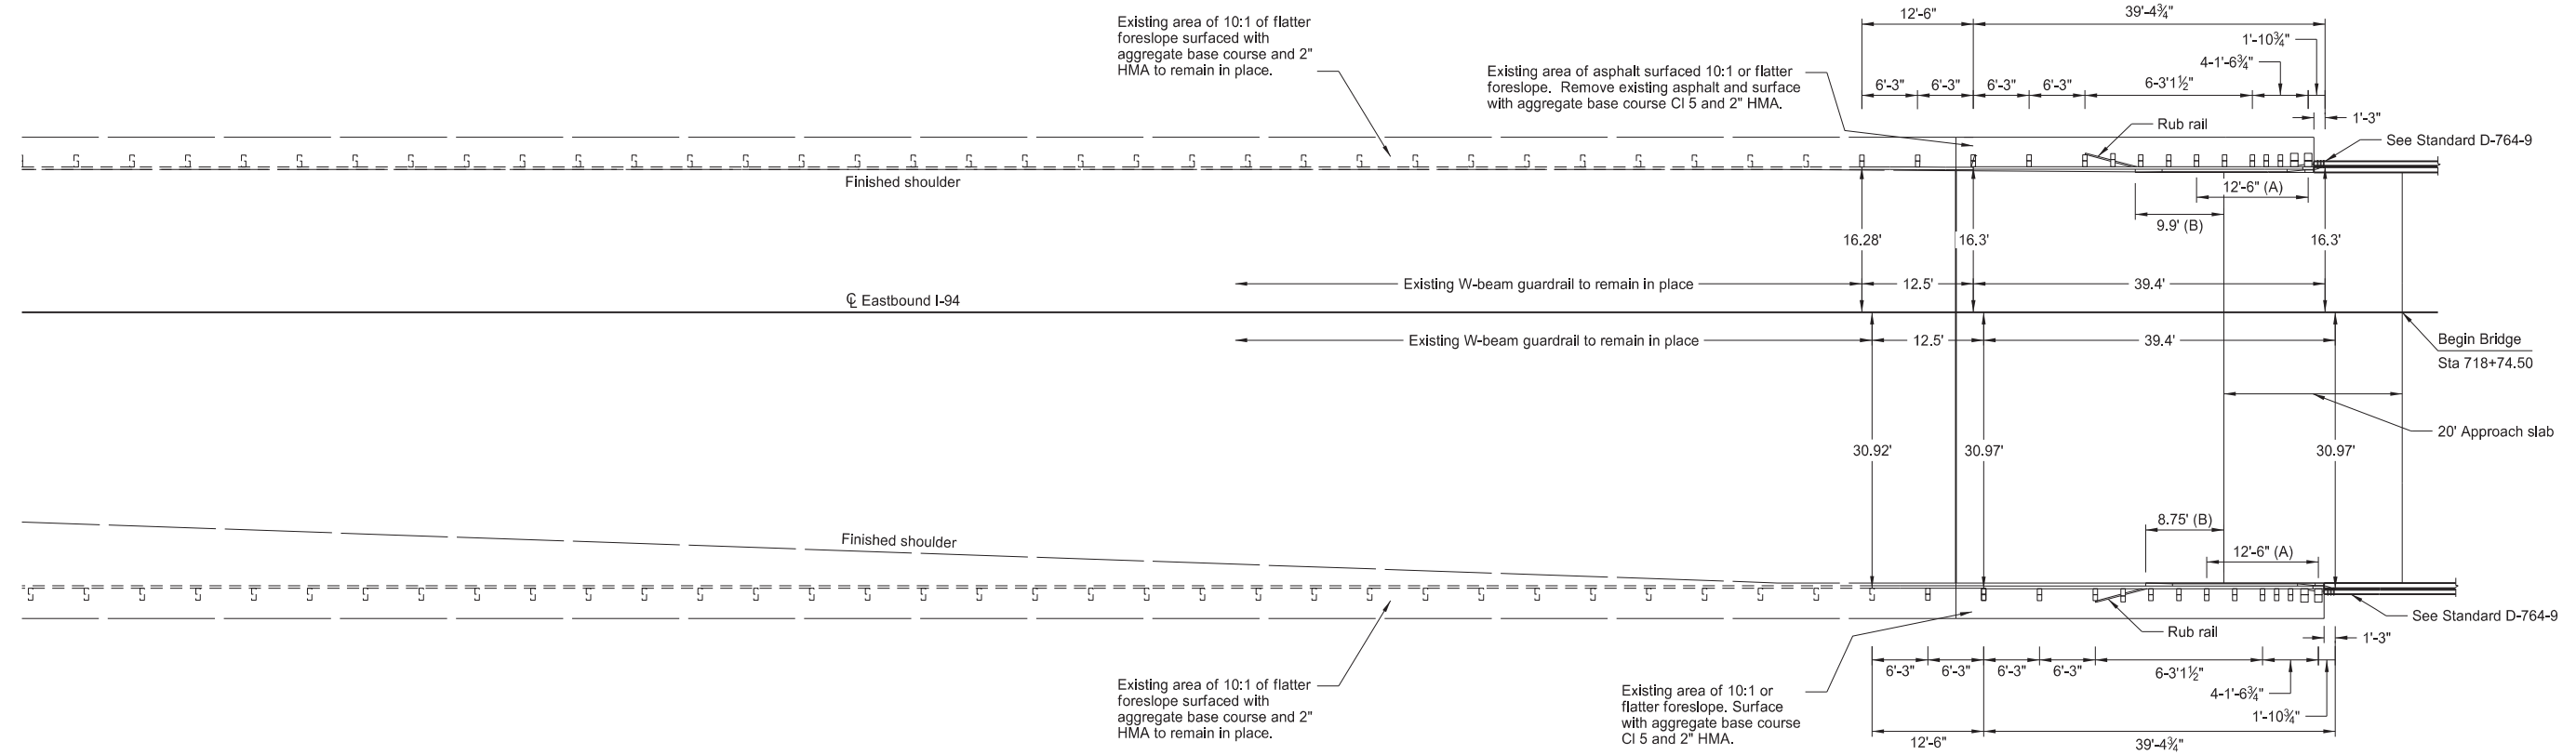 Existing area of 10:1 of flatter
foreslope surfaced with
aggregate base course and 2"
HMA to remain in place.
12'-6"
39'-4¾"
1'-10¾"
4-1'-6¾"
Existing area of asphalt surfaced 10:1 or flatter
foreslope. Remove existing asphalt and surface
with aggregate base course Cl 5 and 2" HMA.
6'-3"
6'-3"
6'-3"
6'-3"
6-3'1½"
1'-3"
Rub rail
See Standard D-764-9
Finished shoulder
12'-6" (A)
9.9' (B)
16.28'
16.3'
16.3'
Existing W-beam guardrail to remain in place
12.5'
39.4'
℄ Eastbound I-94
Existing W-beam guardrail to remain in place
12.5'
39.4'
Begin Bridge
Sta 718+74.50
20' Approach slab
30.92'
30.97'
30.97'
8.75' (B)
Finished shoulder
12'-6" (A)
See Standard D-764-9
Rub rail
1'-3"
6'-3"
6'-3"
6'-3"
6'-3"
6-3'1½"
4-1'-6¾"
1'-10¾"
Existing area of 10:1 of flatter
foreslope surfaced with
aggregate base course and 2"
HMA to remain in place.
Existing area of 10:1 or
flatter foreslope. Surface
with aggregate base course
Cl 5 and 2" HMA.
12'-6"
39'-4¾"